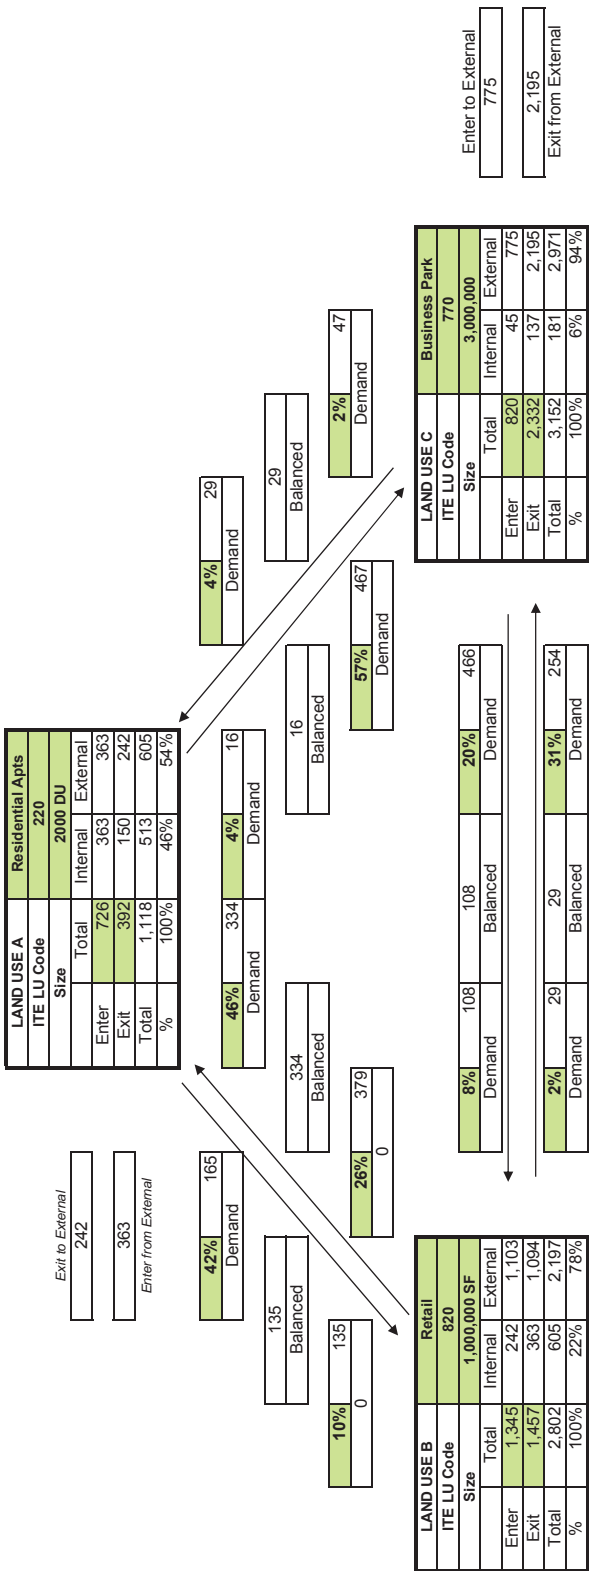 LAND USE A Residential Apts
ITE LU Code 220
Size 2000 DU
Total Internal External
Enter 726 363 363
Exit 392 150 242
Total 1,118 513 605
% 100% 46% 54%
Exit to External
242
363
Enter from External
42% 165
Demand
46% 334
Demand
4% 16
Demand
4% 29
Demand
135
Balanced
334
Balanced
16
Balanced
29
Balanced
10% 135
0
26% 379
0
57% 467
Demand
2% 47
Demand
LAND USE B Retail
ITE LU Code 820
Size 1,000,000 SF
Total Internal External
Enter 1,345 242 1,103
Exit 1,457 363 1,094
Total 2,802 605 2,197
% 100% 22% 78%
8% 108
Demand
108
Balanced
20% 466
Demand
2% 29
Demand
29
Balanced
31% 254
Demand
LAND USE C Business Park
ITE LU Code 770
Size 3,000,000
Total Internal External
Enter 820 45 775
Exit 2,332 137 2,195
Total 3,152 181 2,971
% 100% 6% 94%
Enter to External
775
2,195
Exit from External